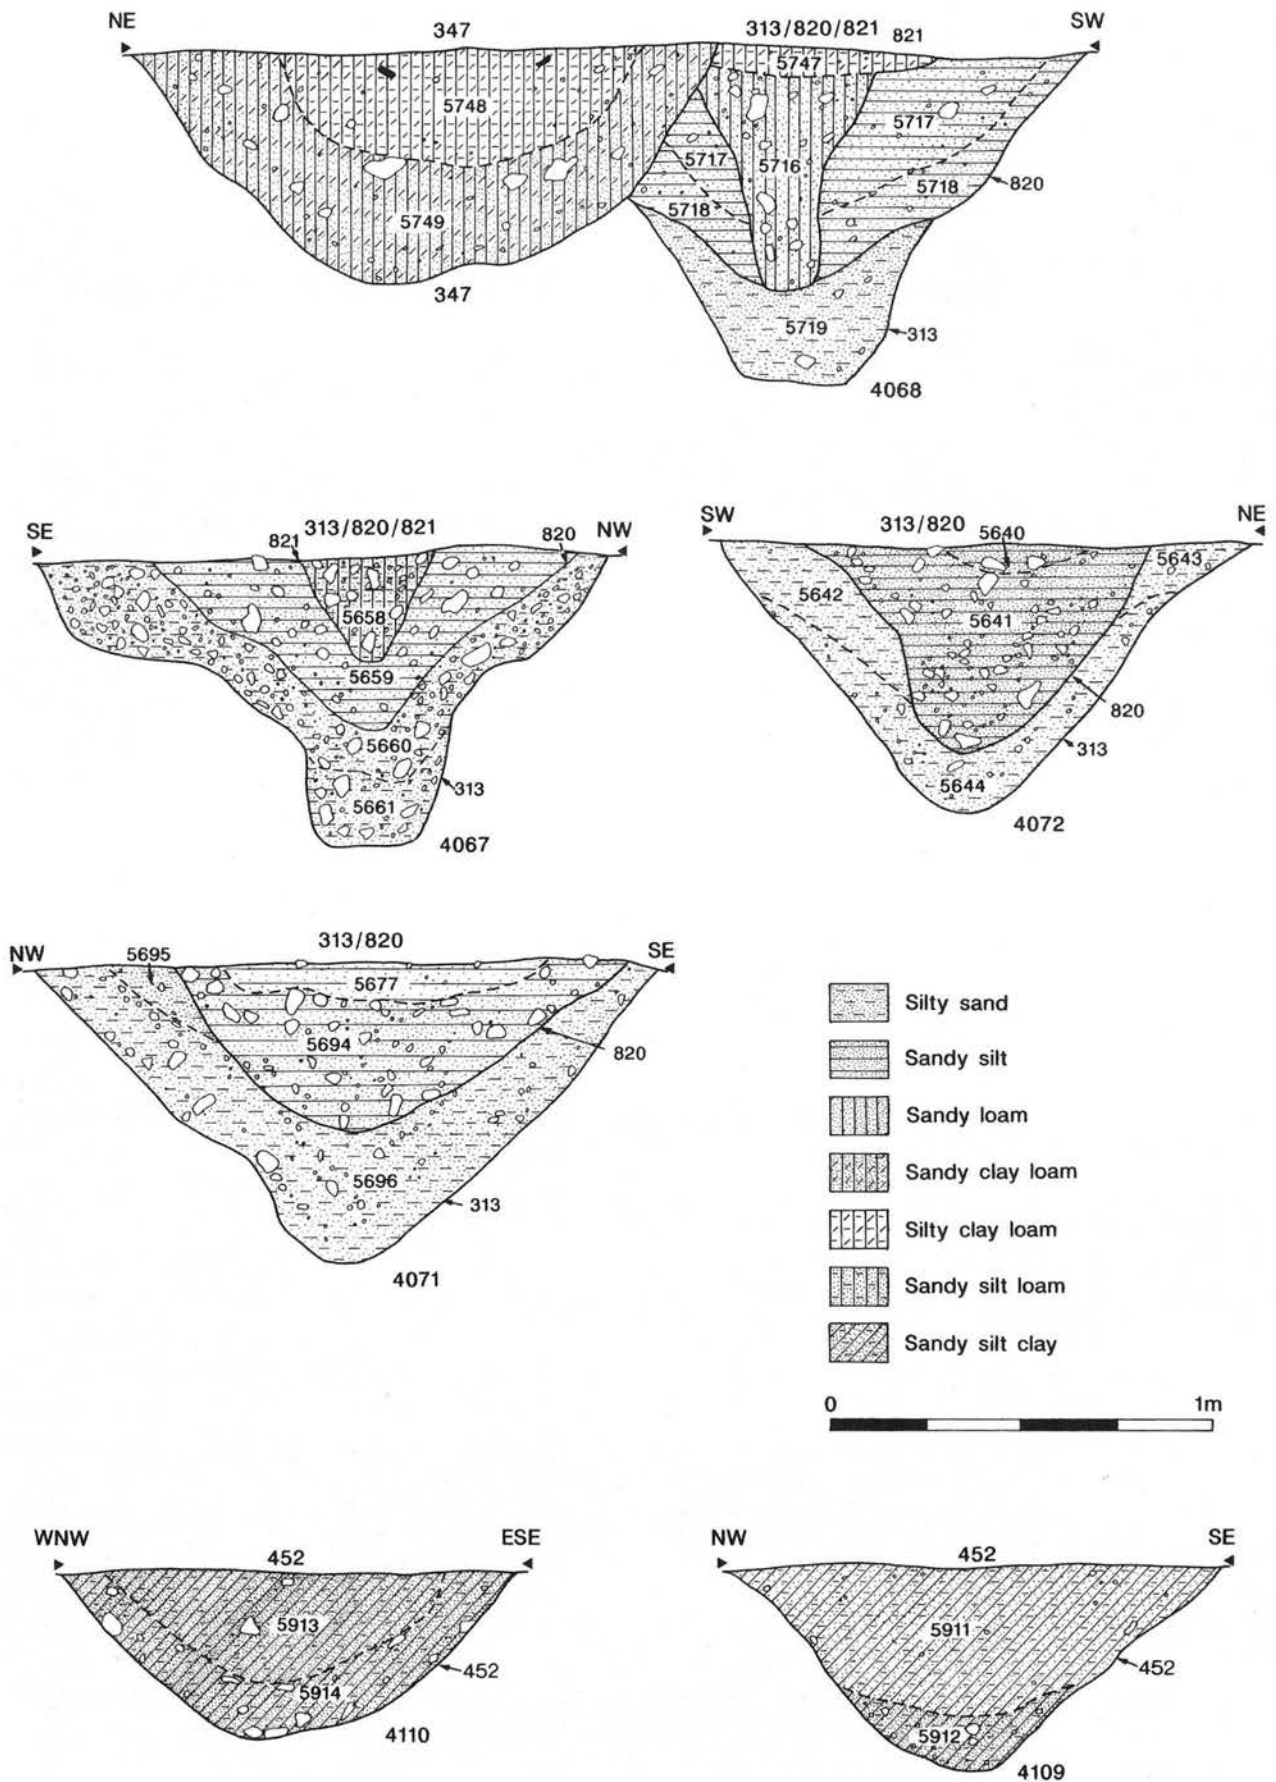 NE 347 313/820/821 821 SW
5747
5748
5717
5717 5716
820
5718 5718
5749
347
5719
313
4068
SE 821 313/820/821 820 NW
5658
5659
5660
313
5661
4067
SW 313/820 5640 NE
5643
5642
5641
820
313
5644
4072
NW 5695 313/820 SE
5677
5694
820
5696
313
4071
Silty sand
Sandy silt
Sandy loam
Sandy clay loam
Silty clay loam
Sandy silt loam
Sandy silt clay
0 1m
WNW 452 ESE
5913
452
5914
4110
NW 452 SE
5911
452
5912
4109